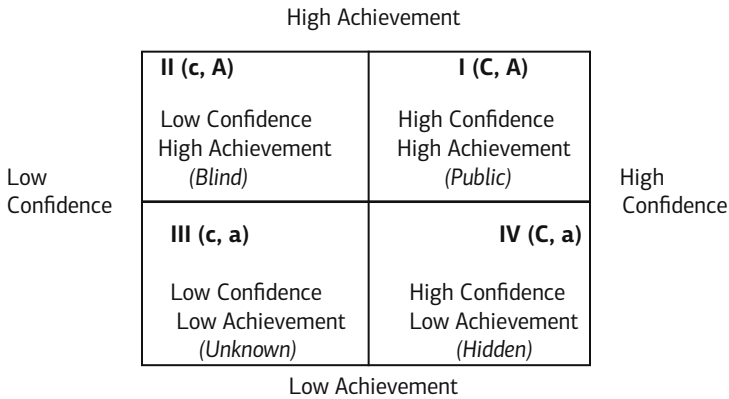 High Achievement
II (c, A)
Low Confidence
High Achievement
(Blind)
I (C, A)
High Confidence
High Achievement
(Public)
Low
Confidence
High
Confidence
III (c, a)
Low Confidence
Low Achievement
(Unknown)
IV (C, a)
High Confidence
Low Achievement
(Hidden)
Low Achievement